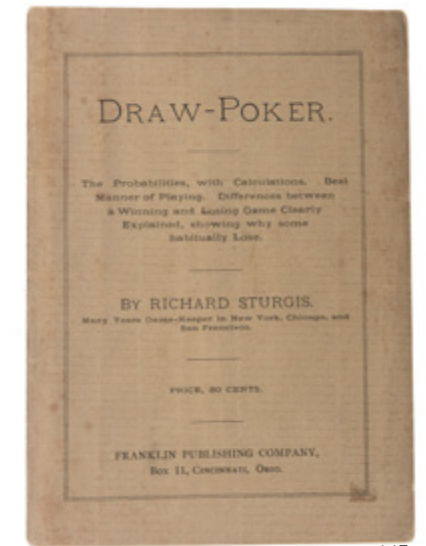 DRAW-POKER.
The Probabilities, with Calculations. Best
Manner of Playing. Differences between
a Winning and Losing Game Clearly
Explained, showing why some
habitually Lose.
BY RICHARD STURGIS.
Many Years Game-Keeper in New York, Chicago, and
San Francisco.
PRICE, 50 CENTS.
FRANKLIN PUBLISHING COMPANY,
BOX 11, CINCINNATI, OHIO.